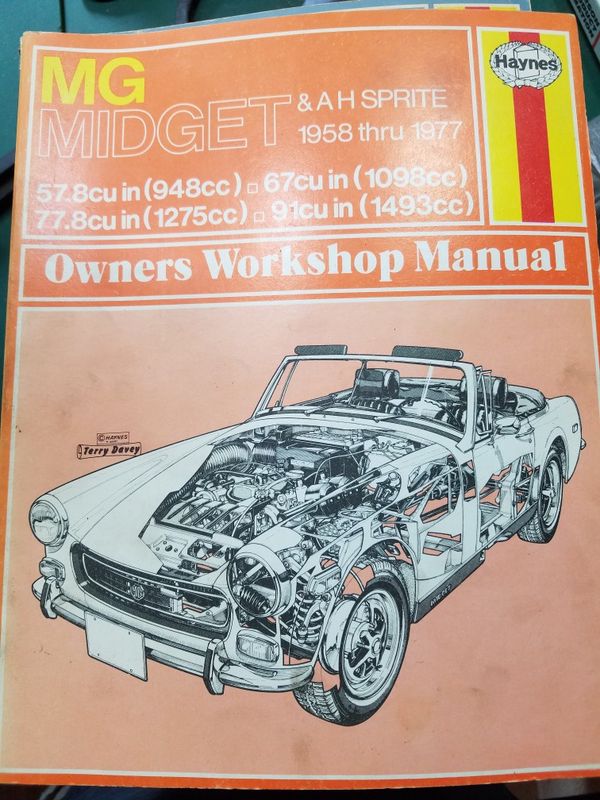 MG
MIDGET & A H SPRITE
1958 thru 1977
Haynes
57.8cu in (948cc) □ 67cu in (1098cc)
77.8cu in (1275cc) □ 91cu in (1493cc)
Owners Workshop Manual
© HAYNES
Terry Davey
MG